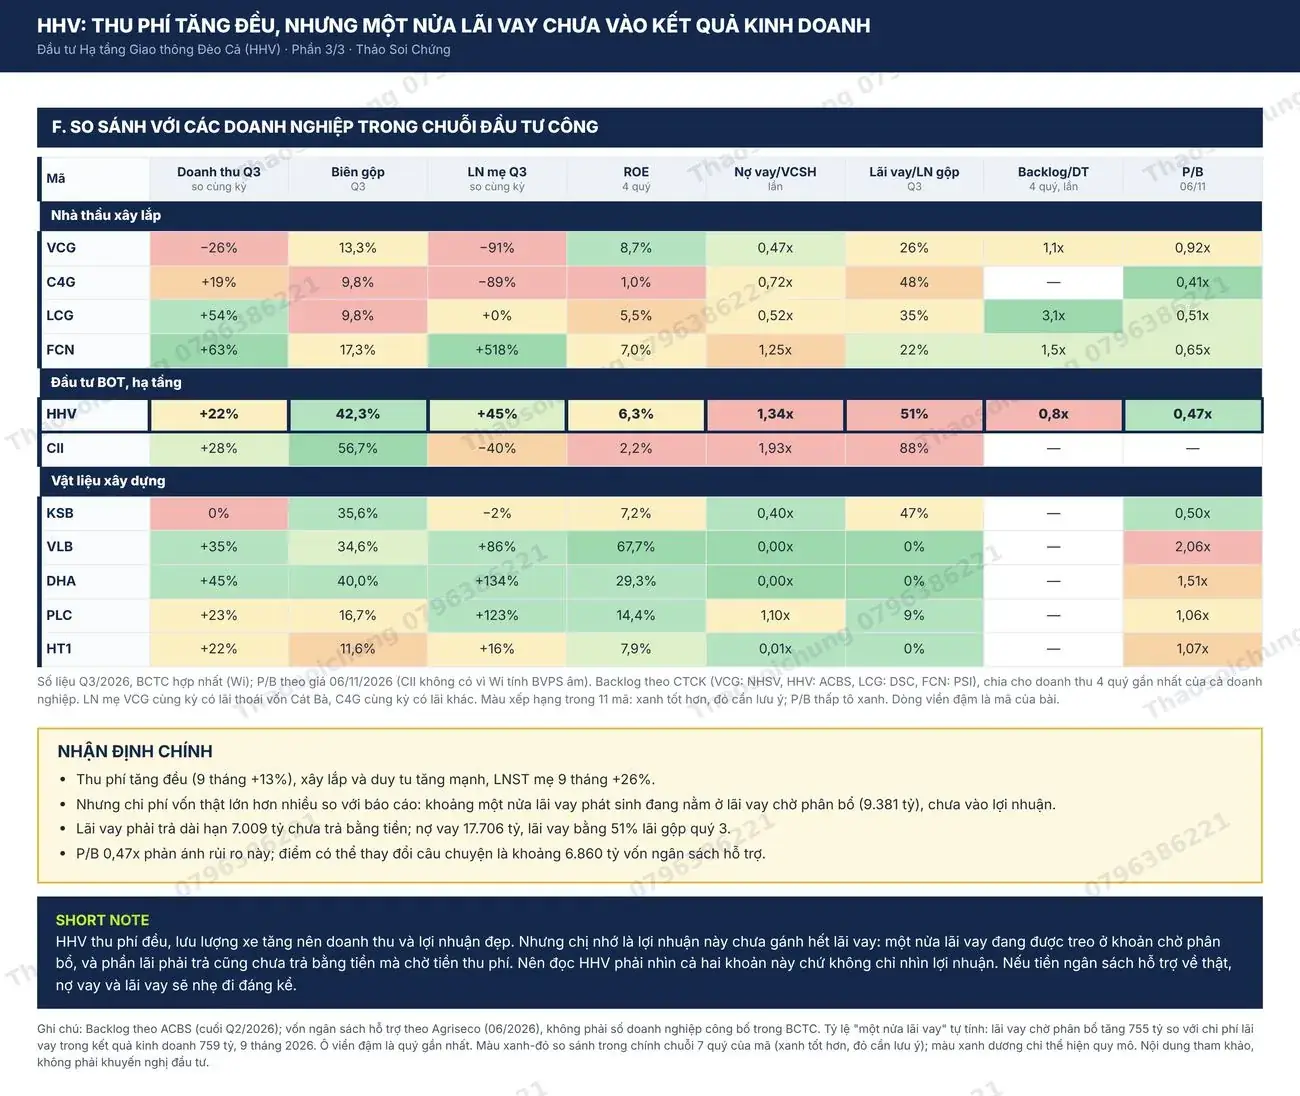 HHV: THU PHÍ TĂNG ĐỀU, NHƯNG MỘT NỬA LÃI VAY CHƯA VÀO KẾT QUẢ KINH DOANH
Đầu tư Hạ tầng Giao thông Đèo Cả (HHV) · Phần 3/3 · Thảo Soi Chứng
F. SO SÁNH VỚI CÁC DOANH NGHIỆP TRONG CHUỖI ĐẦU TƯ CÔNG
Mã Doanh thu Q3 Biên gộp LN mẹ Q3 ROE Nợ vay/VCSH Lãi vay/LN gộp Backlog/DT P/B
so cùng kỳ Q3 so cùng kỳ 4 quý lần Q3 4 quý, lần 06/11
Nhà thầu xây lắp
VCG −26% 13,3% −91% 8,7% 0,47x 26% 1,1x 0,92x
C4G +19% 9,8% −89% 1,0% 0,72x 48% — 0,41x
LCG +54% 9,8% +0% 5,5% 0,52x 35% 3,1x 0,51x
FCN +63% 17,3% +518% 7,0% 1,25x 22% 1,5x 0,65x
Đầu tư BOT, hạ tầng
HHV +22% 42,3% +45% 6,3% 1,34x 51% 0,8x 0,47x
CII +28% 56,7% −40% 2,2% 1,93x 88% — —
Vật liệu xây dựng
KSB 0% 35,6% −2% 7,2% 0,40x 47% — 0,50x
VLB +35% 34,6% +86% 67,7% 0,00x 0% — 2,06x
DHA +45% 40,0% +134% 29,3% 0,00x 0% — 1,51x
PLC +23% 16,7% +123% 14,4% 1,10x 9% — 1,06x
HT1 +22% 11,6% +16% 7,9% 0,01x 0% — 1,07x
Số liệu Q3/2026, BCTC hợp nhất (Wi); P/B theo giá 06/11/2026 (CII không có vì Wi tính BVPS âm). Backlog theo CTCK (VCG: NHSV, HHV: ACBS, LCG: DSC, FCN: PSI), chia cho doanh thu 4 quý gần nhất của cả doanh
nghiệp. LN mẹ VCG cùng kỳ có lãi thoái vốn Cát Bà, C4G cùng kỳ có lãi khác. Màu xếp hạng trong 11 mã: xanh tốt hơn, đỏ cần lưu ý; P/B thấp tô xanh. Dòng viền đậm là mã của bài.
NHẬN ĐỊNH CHÍNH
• Thu phí tăng đều (9 tháng +13%), xây lắp và duy tu tăng mạnh, LNST mẹ 9 tháng +26%.
• Nhưng chi phí vốn thật lớn hơn nhiều so với báo cáo: khoảng một nửa lãi vay phát sinh đang nằm ở lãi vay chờ phân bổ (9.381 tỷ), chưa vào lợi nhuận.
• Lãi vay phải trả dài hạn 7.009 tỷ chưa trả bằng tiền; nợ vay 17.706 tỷ, lãi vay bằng 51% lãi gộp quý 3.
• P/B 0,47x phản ánh rủi ro này; điểm có thể thay đổi câu chuyện là khoảng 6.860 tỷ vốn ngân sách hỗ trợ.
SHORT NOTE
HHV thu phí đều, lưu lượng xe tăng nên doanh thu và lợi nhuận đẹp. Nhưng chị nhớ là lợi nhuận này chưa gánh hết lãi vay: một nửa lãi vay đang được treo ở khoản chờ phân
bổ, và phần lãi phải trả cũng chưa trả bằng tiền mà chờ tiền thu phí. Nên đọc HHV phải nhìn cả hai khoản này chứ không chỉ nhìn lợi nhuận. Nếu tiền ngân sách hỗ trợ về thật,
nợ vay và lãi vay sẽ nhẹ đi đáng kể.
Ghi chú: Backlog theo ACBS (cuối Q2/2026); vốn ngân sách hỗ trợ theo Agriseco (06/2026), không phải số doanh nghiệp công bố trong BCTC. Tỷ lệ "một nửa lãi vay" tự tính: lãi vay chờ phân bổ tăng 755 tỷ so với chi phí lãi
vay trong kết quả kinh doanh 759 tỷ, 9 tháng 2026. Ô viền đậm là quý gần nhất. Màu xanh-đỏ so sánh trong chính chuỗi 7 quý của mã (xanh tốt hơn, đỏ cần lưu ý); màu xanh dương chỉ thể hiện quy mô. Nội dung tham khảo,
không phải khuyến nghị đầu tư.
Thaosoichung 0796386221